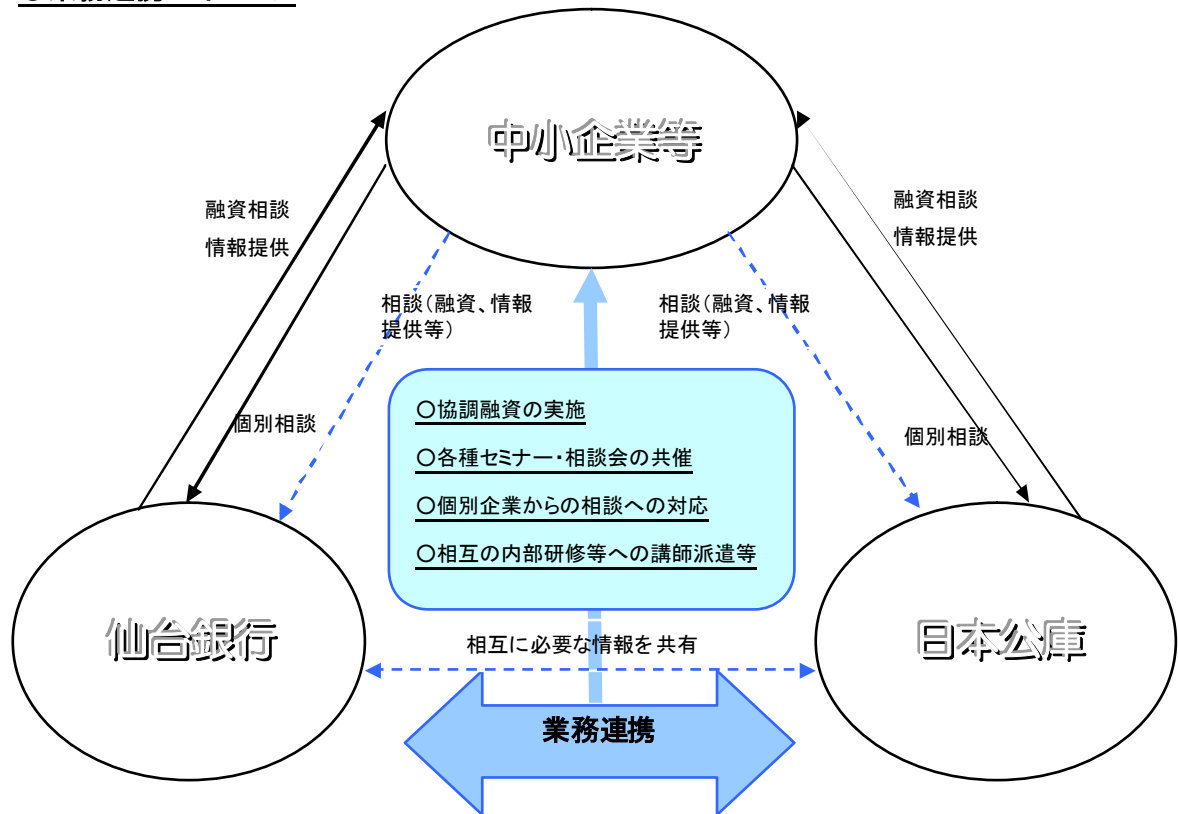 中小企業等
融資相談
情報提供
融資相談
情報提供
相談(融資、情報
提供等)
相談(融資、情報
提供等)
個別相談
個別相談
○協調融資の実施
○各種セミナー・相談会の共催
○個別企業からの相談への対応
○相互の内部研修等への講師派遣等
仙台銀行
相互に必要な情報を共有
日本公庫
業務連携